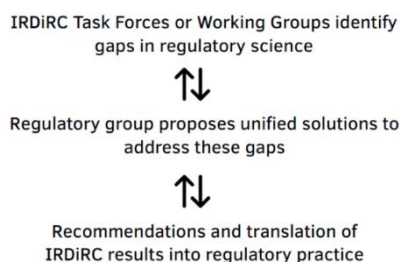 IRDiRC Task Forces or Working Groups identify
gaps in regulatory science
Regulatory group proposes unified solutions to
address these gaps
Recommendations and translation of
IRDiRC results into regulatory practice